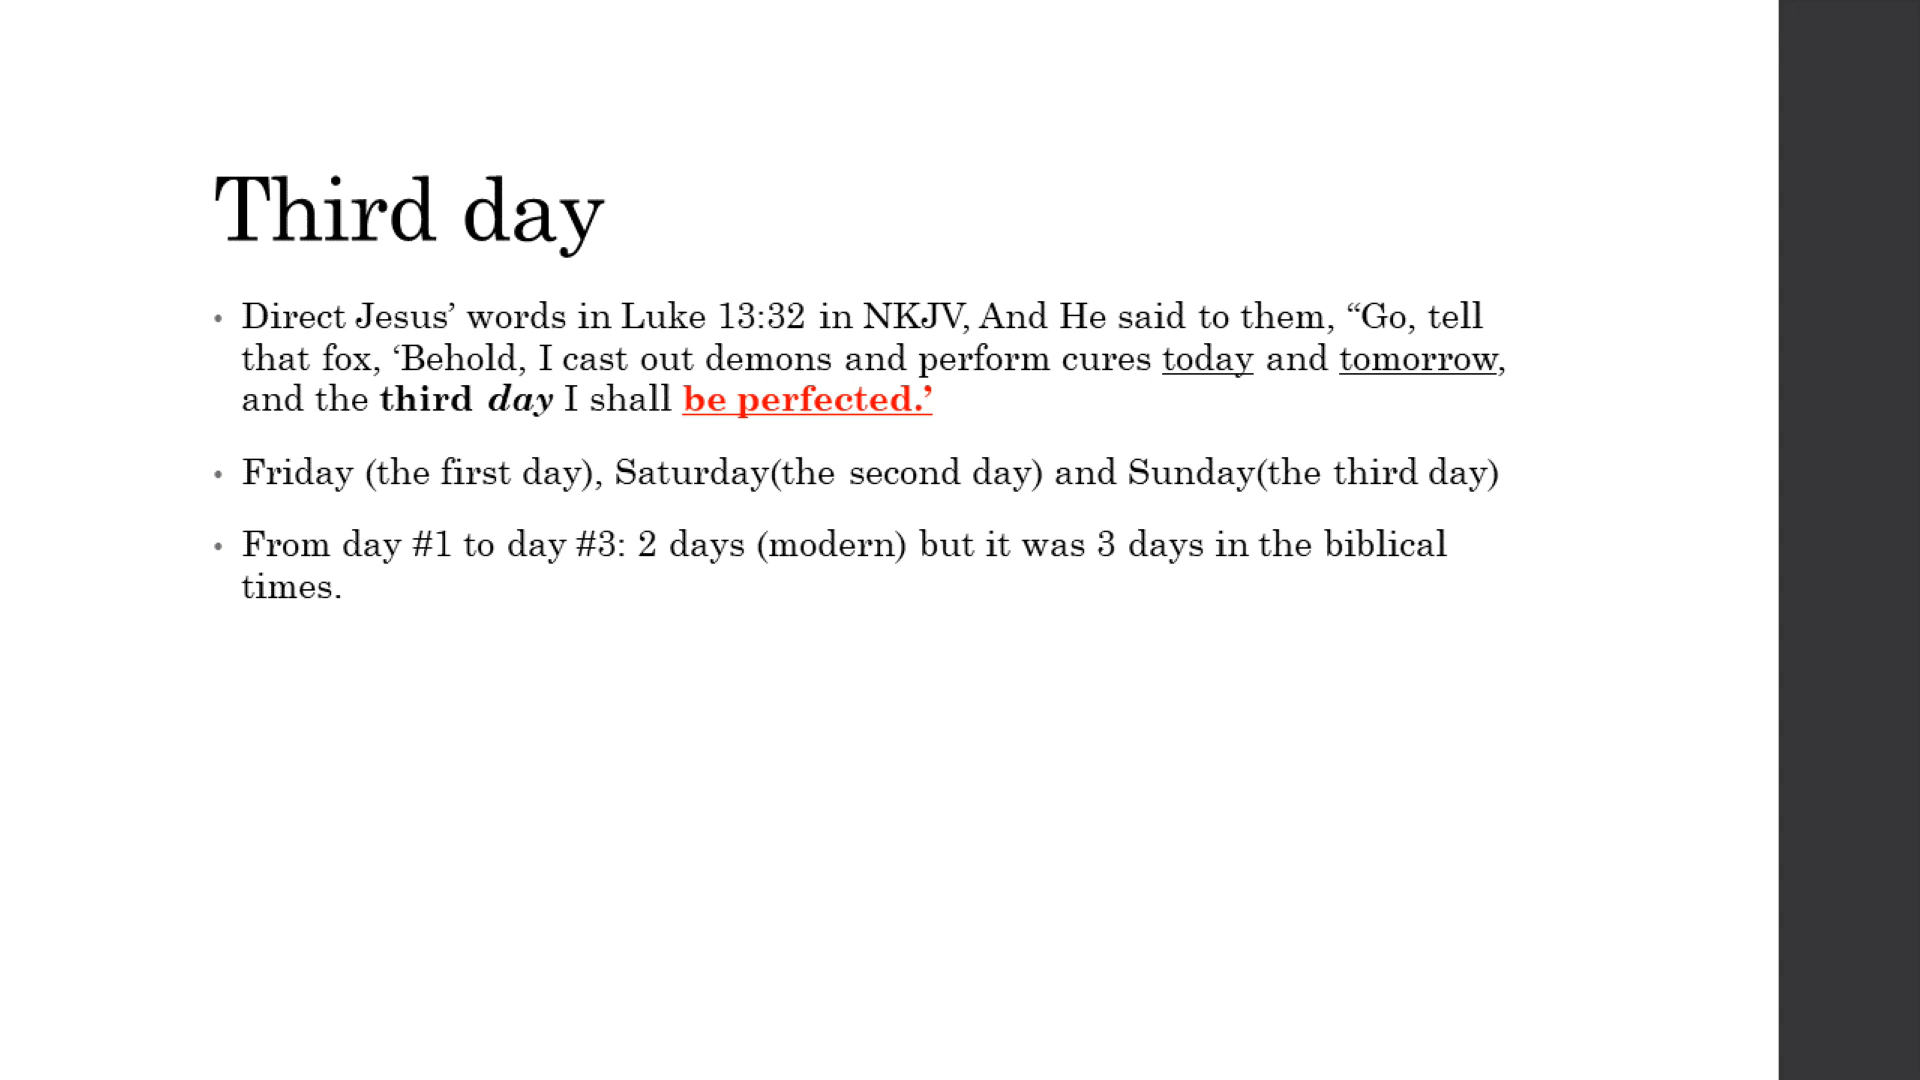 Third day
• Direct Jesus’ words in Luke 13:32 in NKJV, And He said to them, “Go, tell
that fox, ‘Behold, I cast out demons and perform cures today and tomorrow,
and the third day I shall be perfected.’
• Friday (the first day), Saturday(the second day) and Sunday(the third day)
• From day #1 to day #3: 2 days (modern) but it was 3 days in the biblical
times.